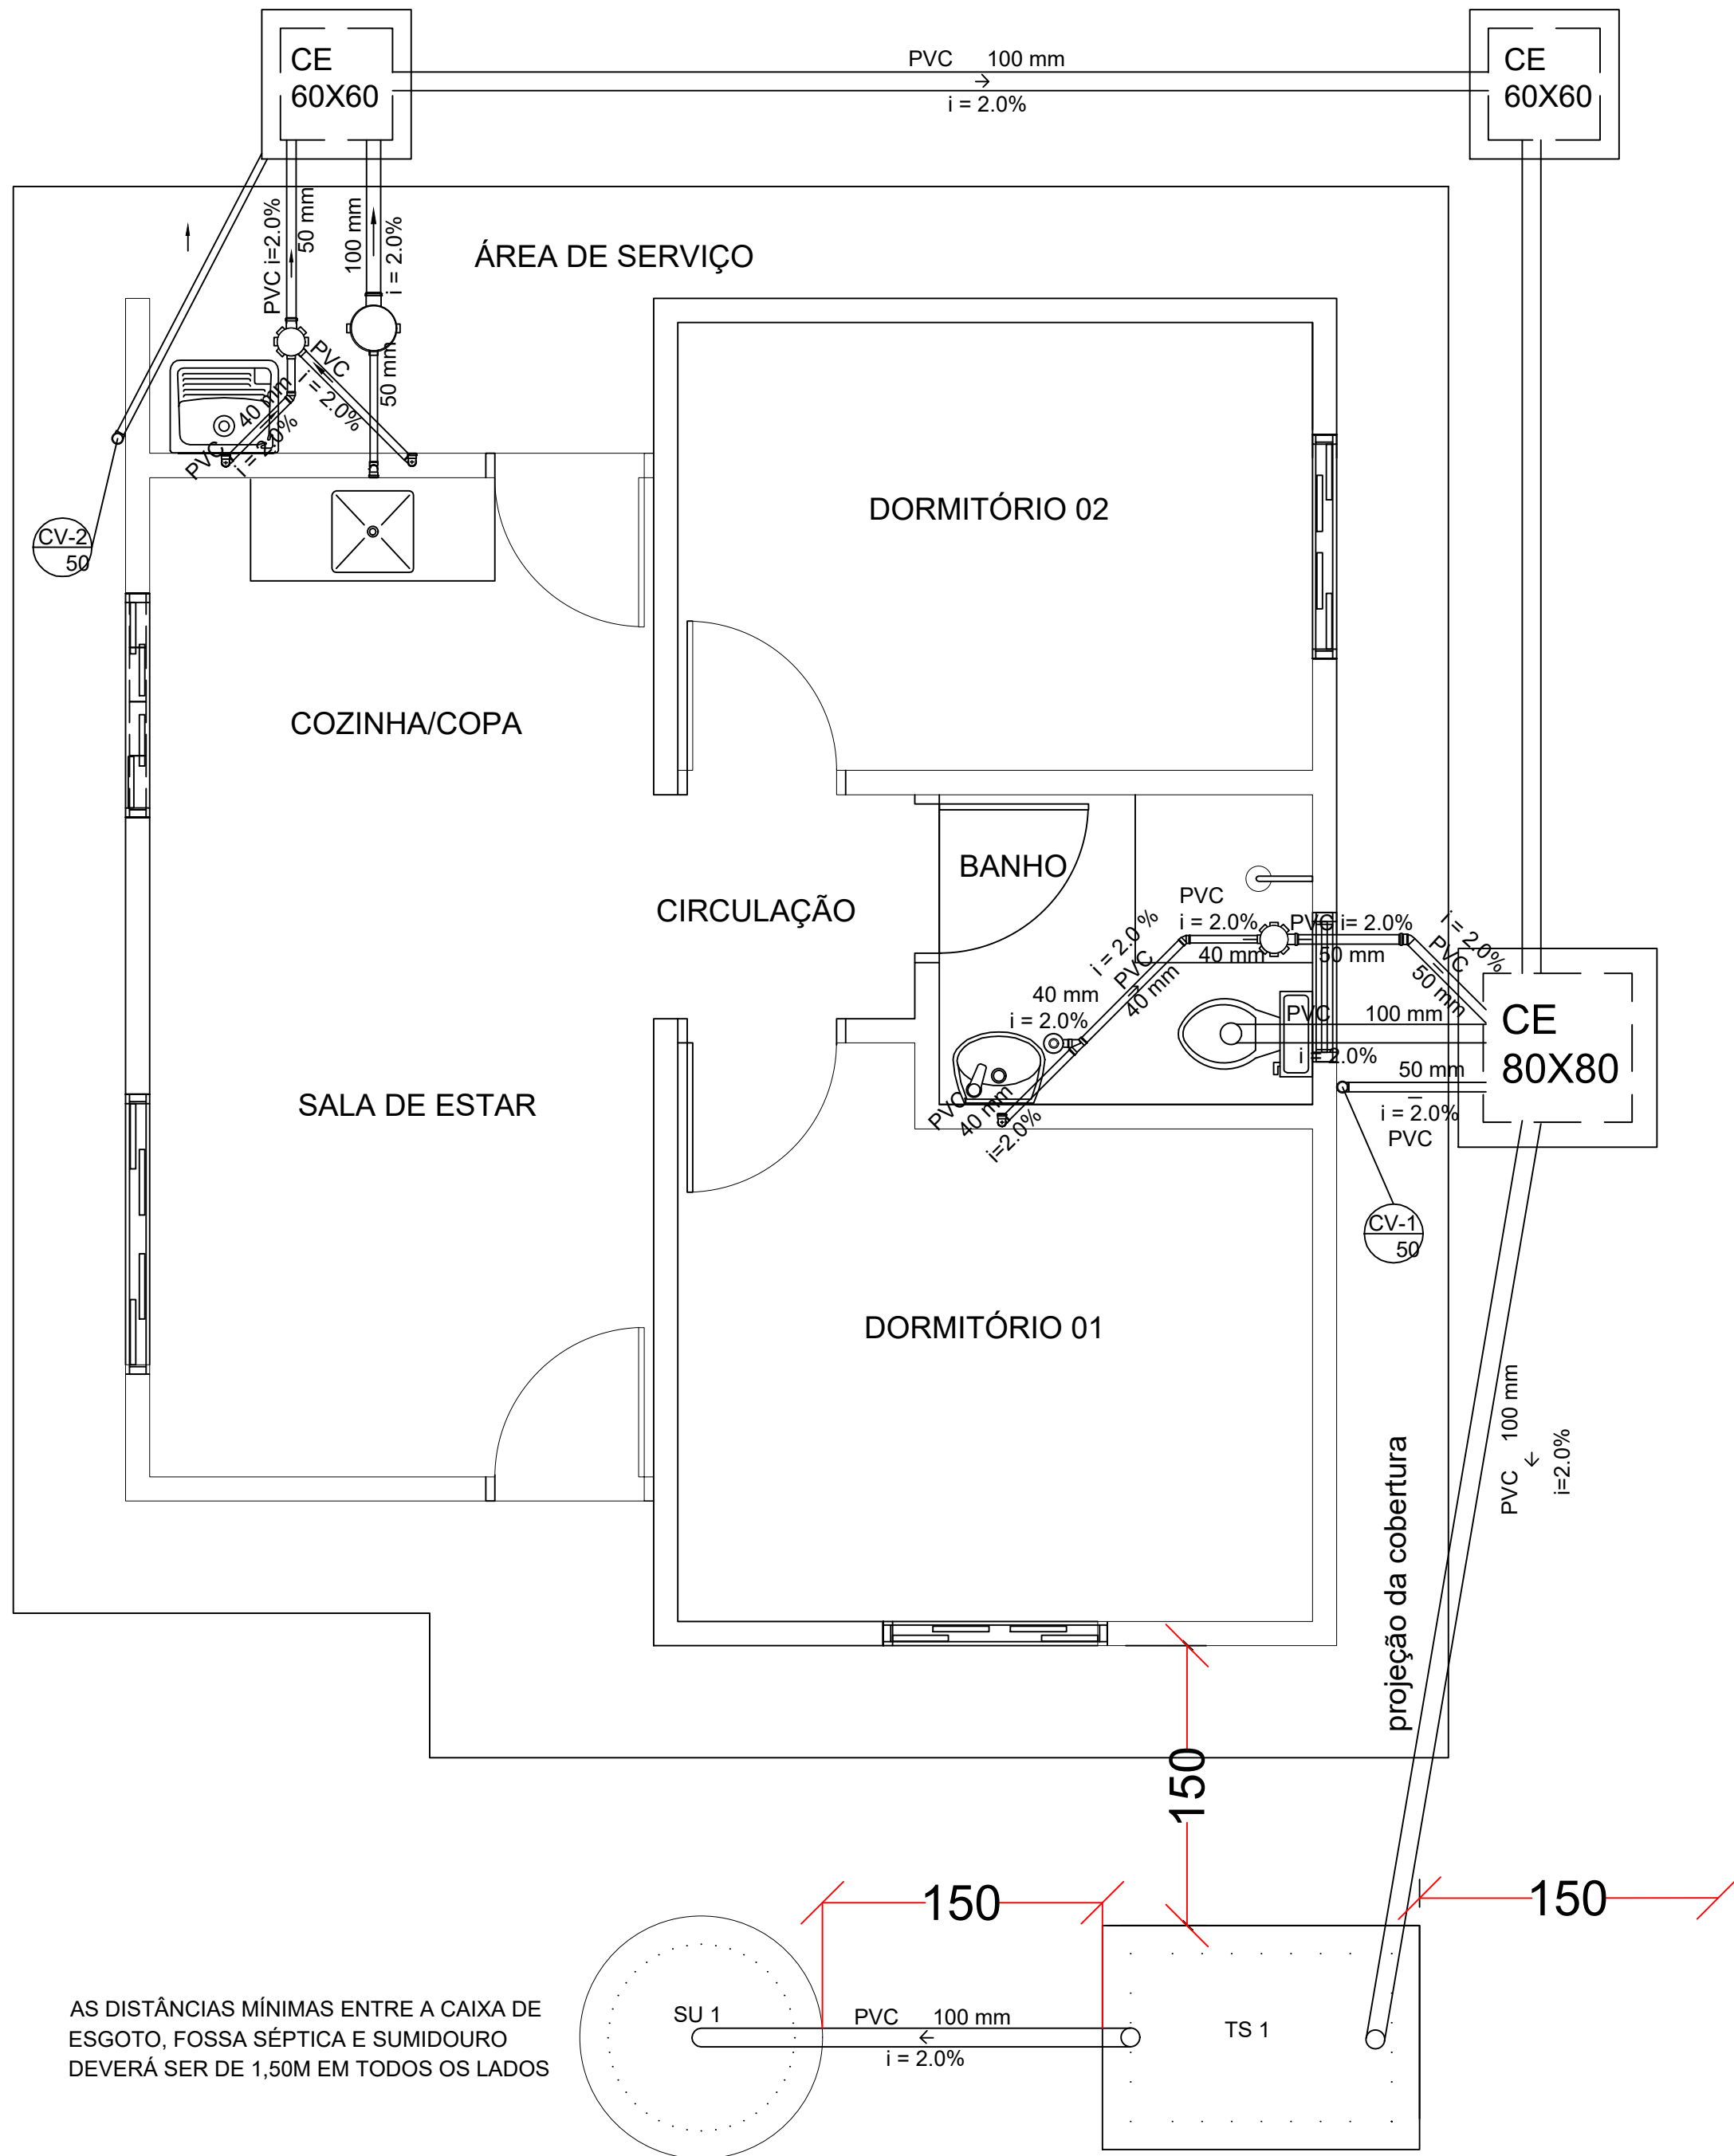 CE
60X60
PVC 100 mm
i = 2.0%
CE
60X60
PVC i=2.0%
50 mm
100 mm
i = 2.0%
ÁREA DE SERVIÇO
PVC
i = 2.0%
50 mm
40 mm
PVC
i = 2.0%
CV-2
50
DORMITÓRIO 02
COZINHA/COPA
BANHO
CIRCULAÇÃO
PVC
i = 2.0%
40 mm
PVC i= 2.0%
50 mm
i = 2.0%
PVC
50 mm
i = 2.0 %
PVC
40 mm
40 mm
i = 2.0%
PVC 100 mm
i = 2.0%
CE
80X80
50 mm
i = 2.0%
PVC
PVC
40 mm
i=2.0%
SALA DE ESTAR
CV-1
50
DORMITÓRIO 01
PVC 100 mm
i=2.0%
projeção da cobertura
150
150
150
SU 1
PVC 100 mm
i = 2.0%
TS 1
AS DISTÂNCIAS MÍNIMAS ENTRE A CAIXA DE
ESGOTO, FOSSA SÉPTICA E SUMIDOURO
DEVERÁ SER DE 1,50M EM TODOS OS LADOS